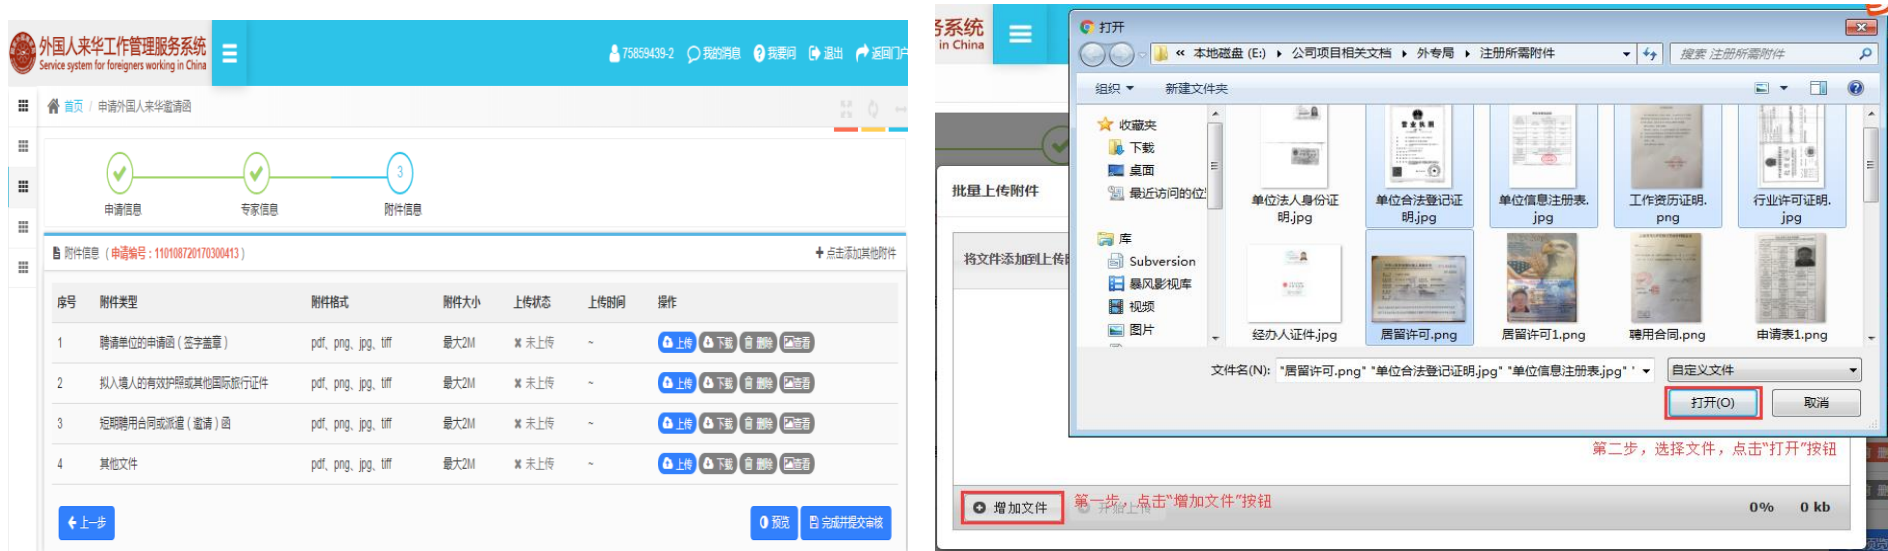 外国人来华工作管理服务系统
Service system for foreigners working in China
75859439-2 我的消息 我要问 退出 返回门户
首页 / 申请外国人来华邀请函
3
申请信息 专家信息 附件信息
附件信息 ( 申请编号 : 110108720170300413 )
点击添加其他附件
序号 附件类型 附件格式 附件大小 上传状态 上传时间 操作
1 聘请单位的申请函 ( 签字盖章 ) pdf、png、jpg、tiff 最大2M 未上传 ~ 上传 下载 删除 查看
2 拟入境人的有效护照或其他国际旅行证件 pdf、png、jpg、tiff 最大2M 未上传 ~ 上传 下载 删除 查看
3 短期聘用合同或派遣 ( 邀请 ) 函 pdf、png、jpg、tiff 最大2M 未上传 ~ 上传 下载 删除 查看
4 其他文件 pdf、png、jpg、tiff 最大2M 未上传 ~ 上传 下载 删除 查看
上一步 预览 完成并提交审核
务系统
in China
批量上传附件
将文件添加到上传
打开
« 本地磁盘 (E:) 公司项目相关文档 外专局 注册所需附件
搜索 注册所需附件
组织 新建文件夹
收藏夹
下载
桌面
最近访问的位
库
Subversion
暴风影视库
视频
图片
单位法人身份证明.jpg
单位合法登记证明.jpg
单位信息注册表.jpg
工作资历证明.png
行业许可证明.jpg
营业执照
经办人证件.jpg
居留许可.png
居留许可1.png
聘用合同.png
申请表1.png
文件名(N): "居留许可.png" "单位合法登记证明.jpg" "单位信息注册表.jpg" "
自定义文件
打开(O) 取消
第二步，选择文件，点击“打开”按钮
增加文件
第一步，点击“增加文件”按钮
开始上传
0% 0 kb